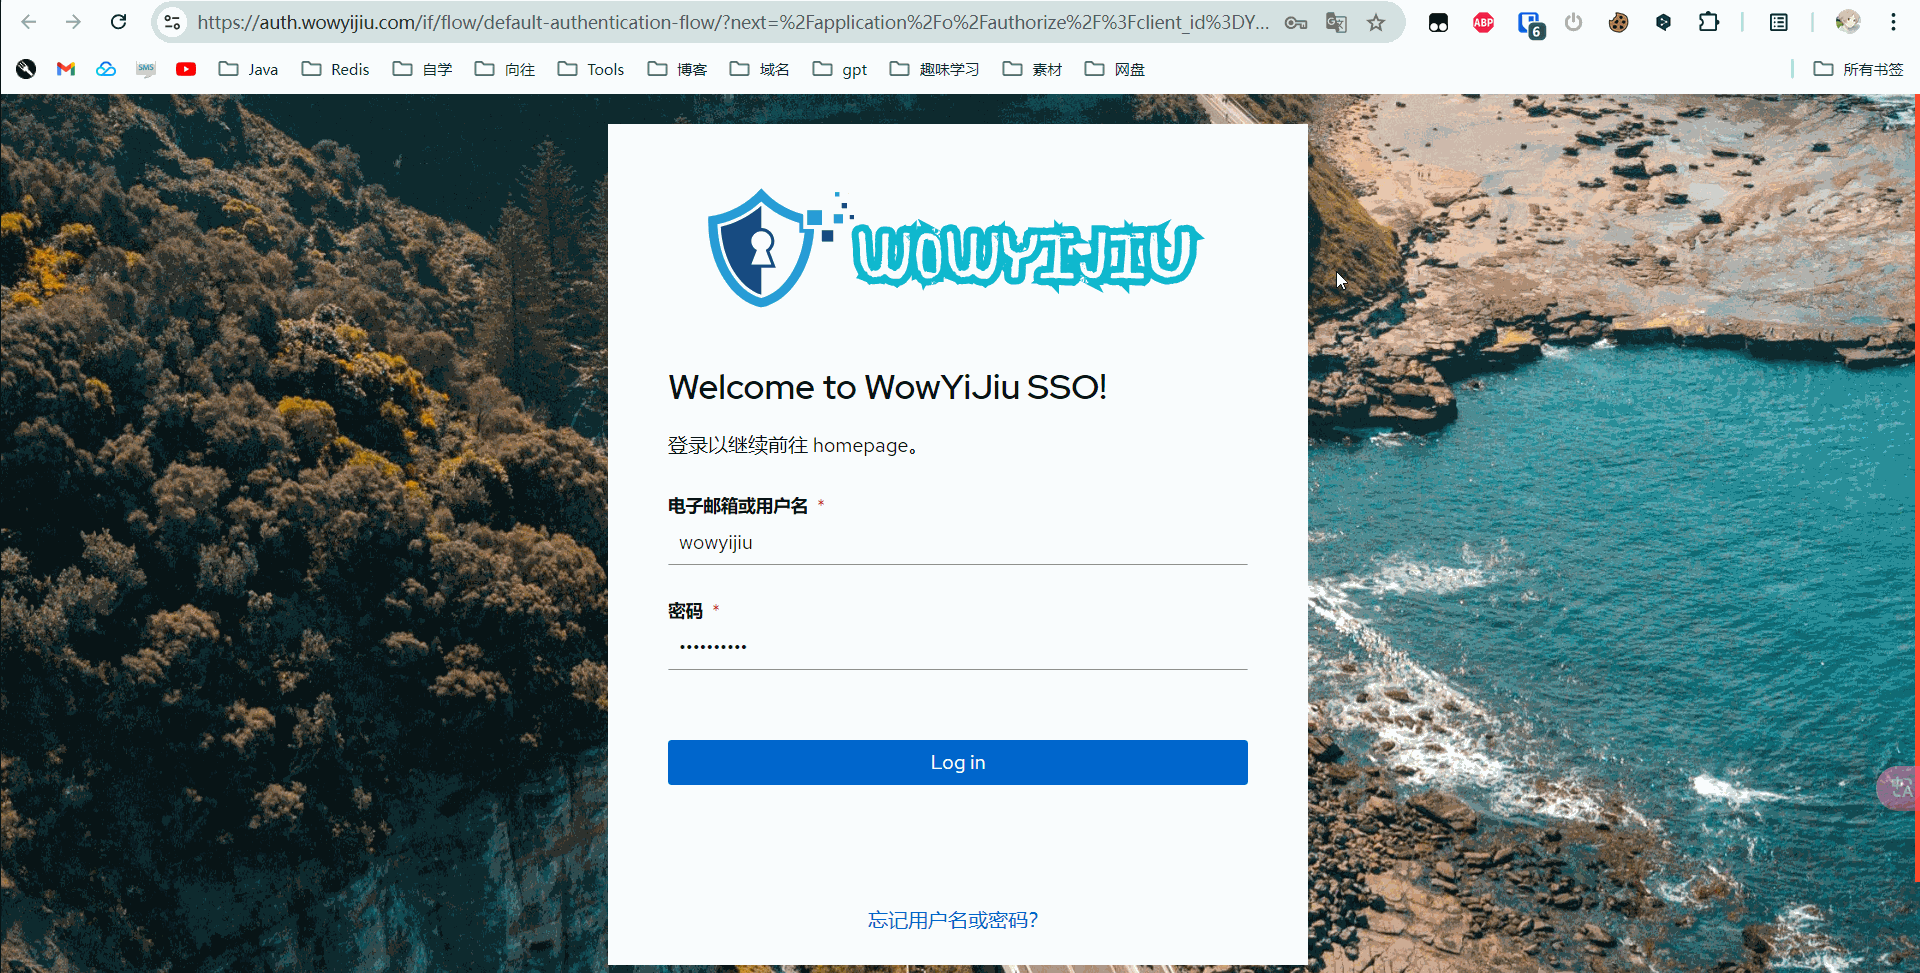 https://auth.wowyijiu.com/if/flow/default-authentication-flow/?next=%2Fapplication%2Fo%2Fauthorize%2F%3Fclient_id%3DY...
ABP
6
SMS
Java
Redis
自学
向往
Tools
博客
域名
gpt
趣味学习
素材
网盘
所有书签
WOWYIJIU
Welcome to WowYiJiu SSO!
登录以继续前往 homepage。
电子邮箱或用户名 *
wowyijiu
密码 *
••••••••••
Log in
忘记用户名或密码?